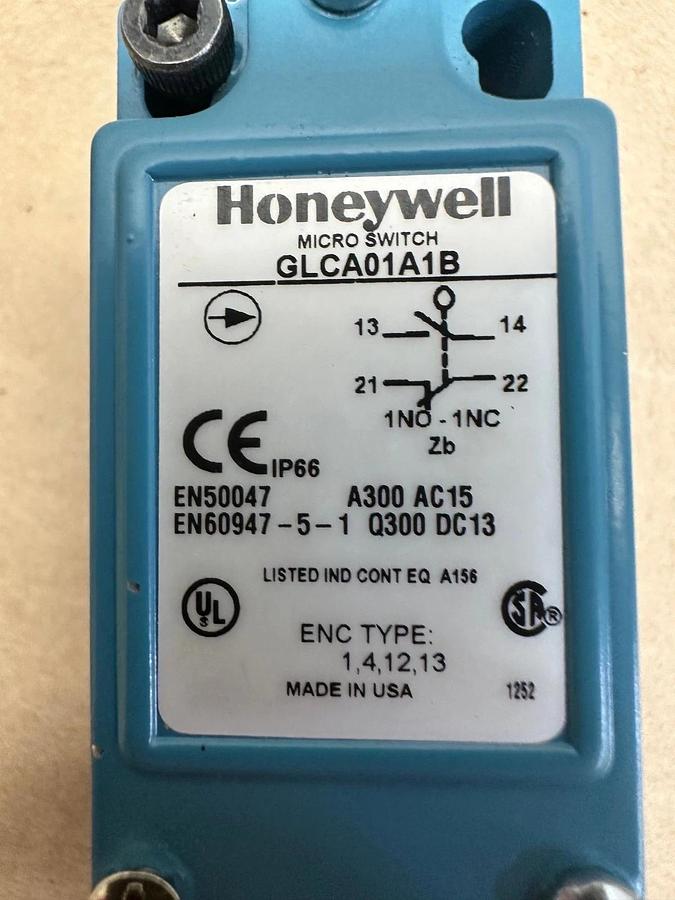 Honeywell
MICRO SWITCH
GLCA01A1B
13 14
21 22
1NO - 1NC
Zb
CE IP66
EN50047 A300 AC15
EN60947-5-1 Q300 DC13
LISTED IND CONT EQ A156
UL S SA ®
ENC TYPE:
1,4,12,13
MADE IN USA 1252